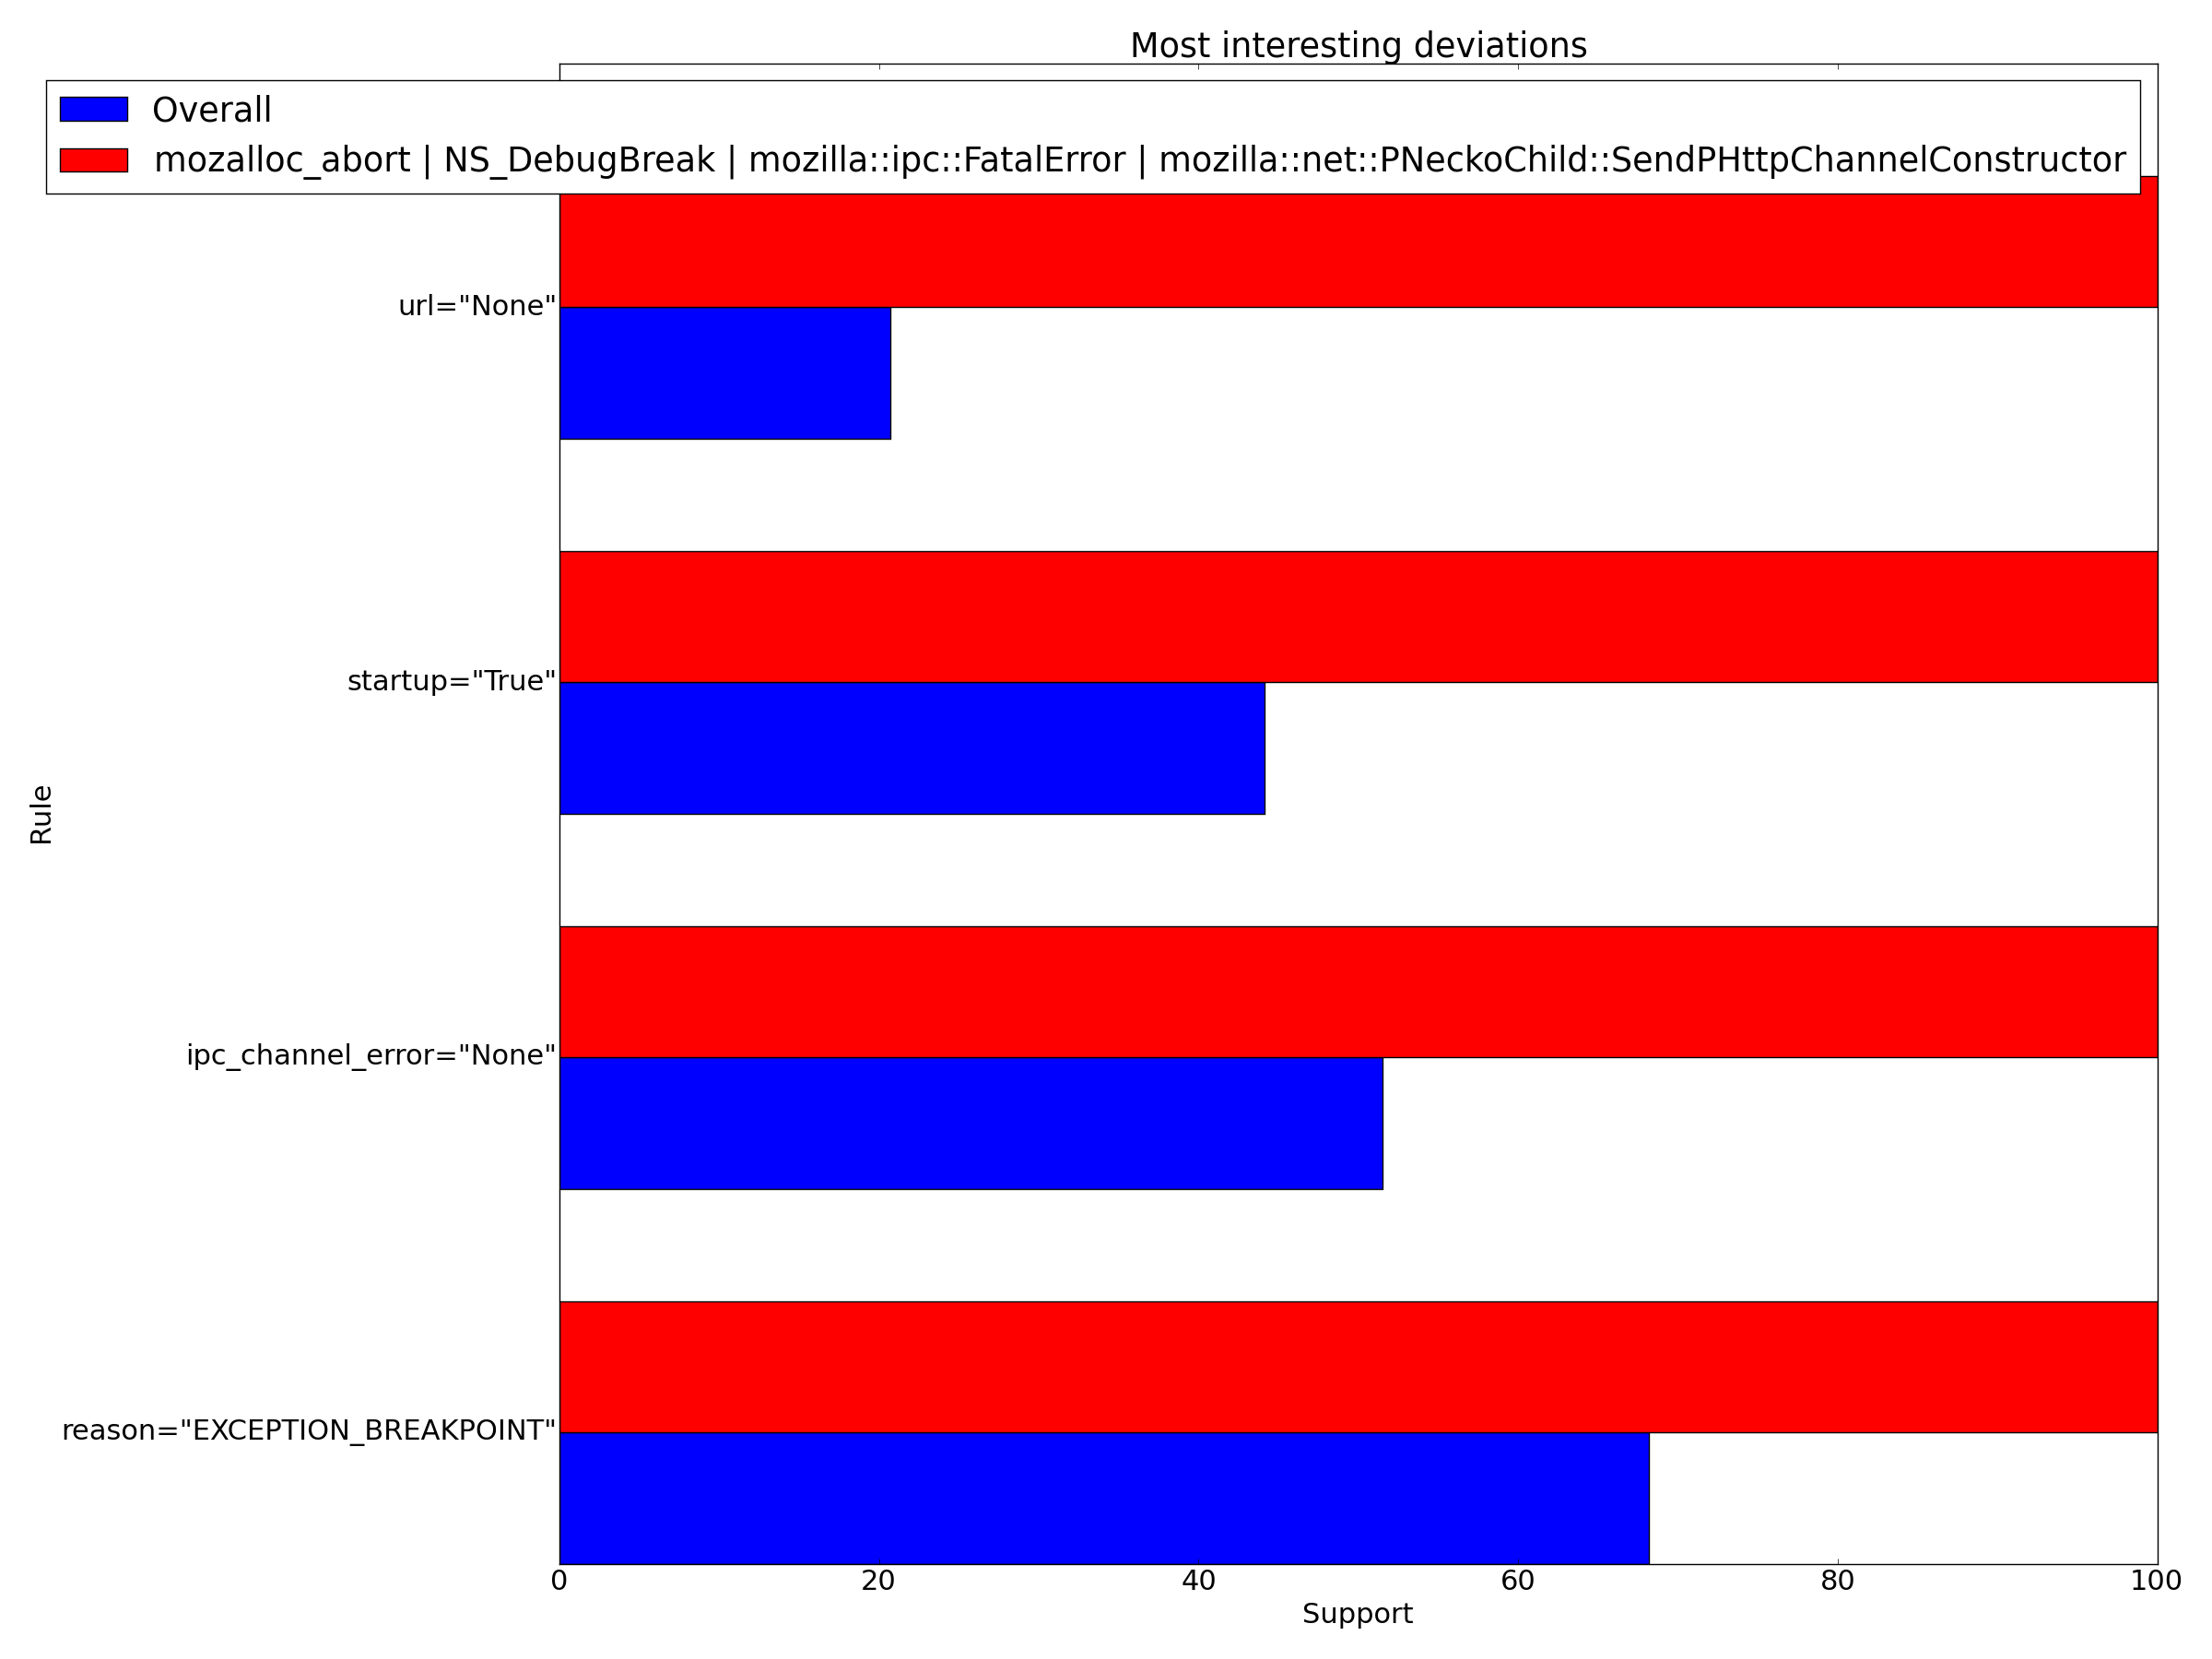 Most interesting deviations
Overall
mozalloc_abort | NS_DebugBreak | mozilla::ipc::FatalError | mozilla::net::PNeckoChild::SendPHttpChannelConstructor
url="None"
startup="True"
Rule
ipc_channel_error="None"
reason="EXCEPTION_BREAKPOINT"
0 20 40 60 80 100
Support